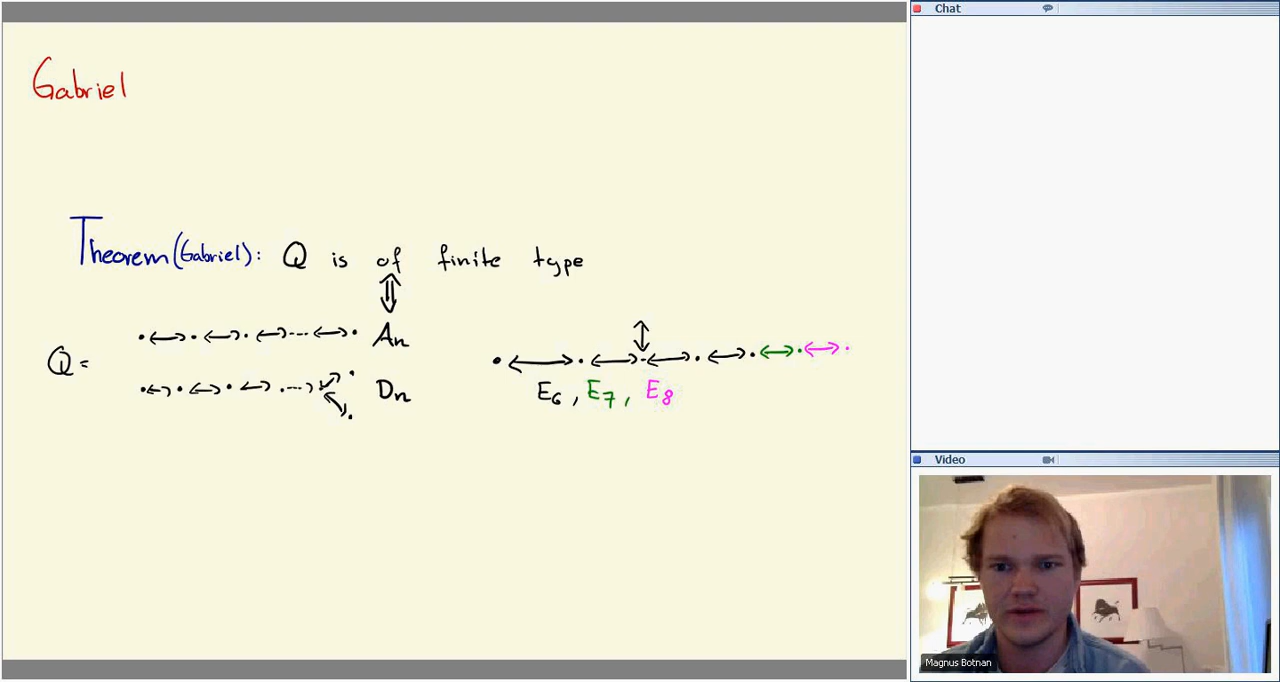 Chat
Gabriel
Theorem (Gabriel): Q is of finite type
Q =
Aₙ
Dₙ
E₆, E₇, E₈
Video
Magnus Botnan